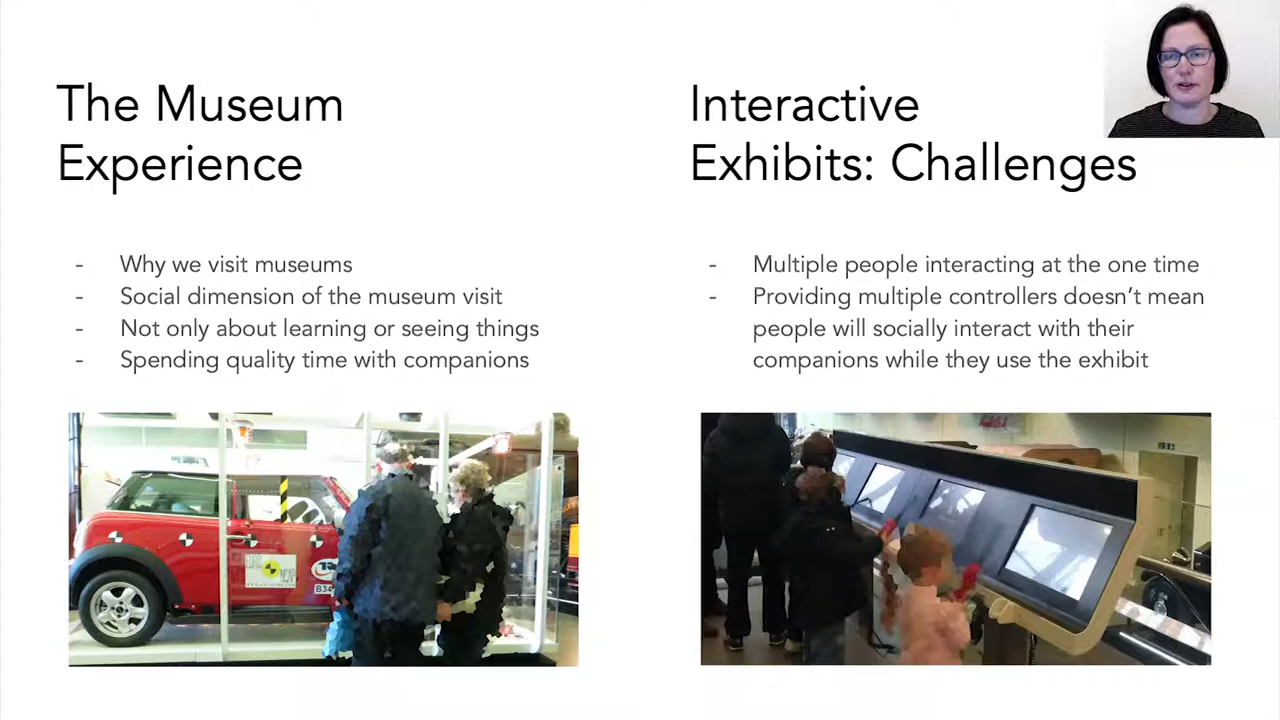 The Museum
Experience
- Why we visit museums
- Social dimension of the museum visit
- Not only about learning or seeing things
- Spending quality time with companions
Interactive
Exhibits: Challenges
- Multiple people interacting at the one time
- Providing multiple controllers doesn’t mean
people will socially interact with their
companions while they use the exhibit
B34